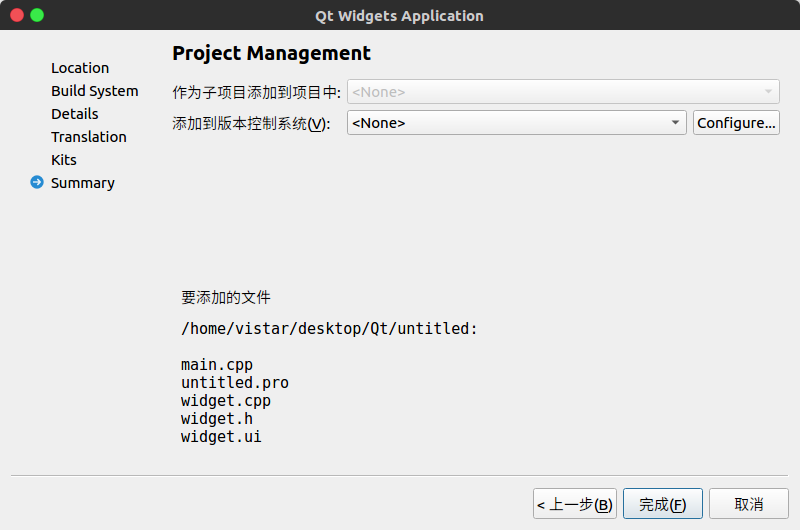 Qt Widgets Application
Location
Build System
Details
Translation
Kits
Summary
Project Management
作为子项目添加到项目中: <None>
添加到版本控制系统(V): <None> Configure...
要添加的文件
/home/vistar/desktop/Qt/untitled:
main.cpp
untitled.pro
widget.cpp
widget.h
widget.ui
< 上一步(B) 完成(F) 取消